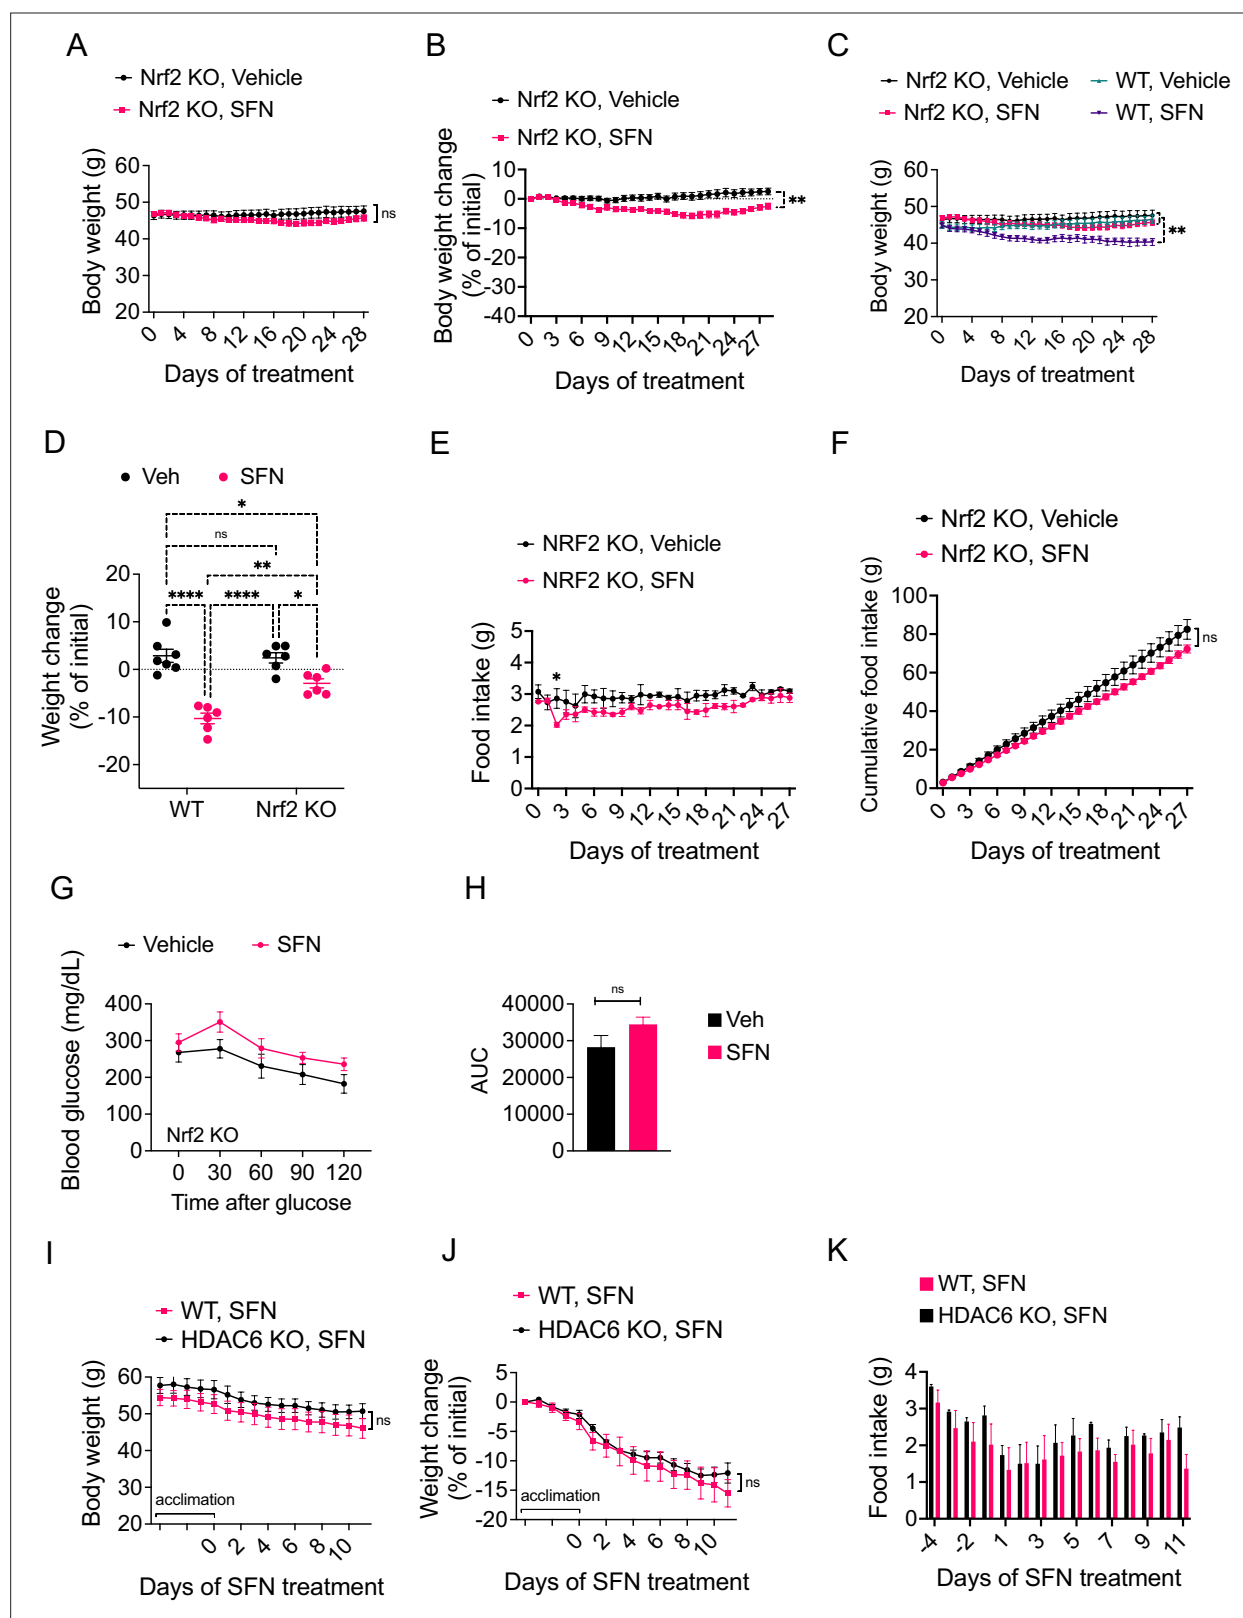 A
Nrf2 KO, Vehicle
Nrf2 KO, SFN
Body weight (g)
60
50
40
30
20
0
4
8
12
16
20
24
28
ns
Days of treatment
B
Nrf2 KO, Vehicle
Nrf2 KO, SFN
Body weight change
(% of initial)
10
0
-10
-20
-30
-40
0
3
6
9
12
15
18
21
24
27
**
Days of treatment
C
Nrf2 KO, Vehicle
WT, Vehicle
Nrf2 KO, SFN
WT, SFN
Body weight (g)
60
50
40
30
20
0
4
8
12
16
20
24
28
*
**
Days of treatment
D
Veh
SFN
*
ns
**
****
****
*
Weight change
(% of initial)
20
10
0
-10
-20
WT
Nrf2 KO
E
NRF2 KO, Vehicle
NRF2 KO, SFN
Food intake (g)
5
4
3
2
1
0
*
0
3
6
9
12
15
18
21
24
27
Days of treatment
F
Nrf2 KO, Vehicle
Nrf2 KO, SFN
Cumulative food intake (g)
100
80
60
40
20
0
ns
0
3
6
9
12
15
18
21
24
27
Days of treatment
G
Vehicle
SFN
Blood glucose (mg/dL)
400
300
200
100
0
Nrf2 KO
0 30 60 90 120
Time after glucose
H
ns
AUC
40000
30000
20000
10000
0
Veh
SFN
I
WT, SFN
HDAC6 KO, SFN
Body weight (g)
60
50
40
30
20
ns
acclimation
0
2
4
6
8
10
Days of SFN treatment
J
WT, SFN
HDAC6 KO, SFN
Weight change
(% of initial)
5
0
-5
-10
-15
-20
ns
acclimation
0
2
4
6
8
10
Days of SFN treatment
K
WT, SFN
HDAC6 KO, SFN
Food intake (g)
4
3
2
1
0
-4
-2
1
3
5
7
9
11
Days of SFN treatment